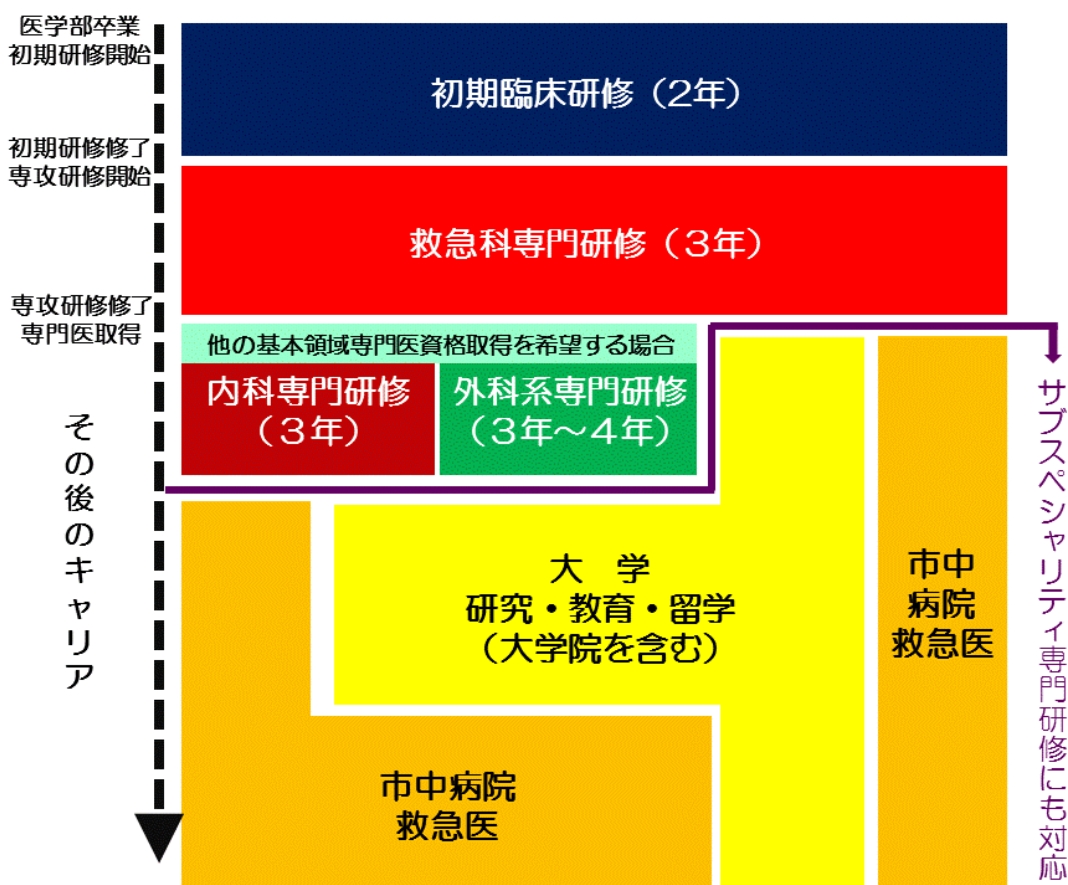 医学部卒業
初期研修開始
初期臨床研修（2年）
初期研修修了
専攻研修開始
救急科専門研修（3年）
専攻研修修了
専門医取得
他の基本領域専門医資格取得を希望する場合
内科専門研修
（3年）
外科系専門研修
（3年～4年）
その後のキャリア
大　学
研究・教育・留学
（大学院を含む）
市中
病院
救急医
市中病院
救急医
サブスペシャリティ専門研修にも対応